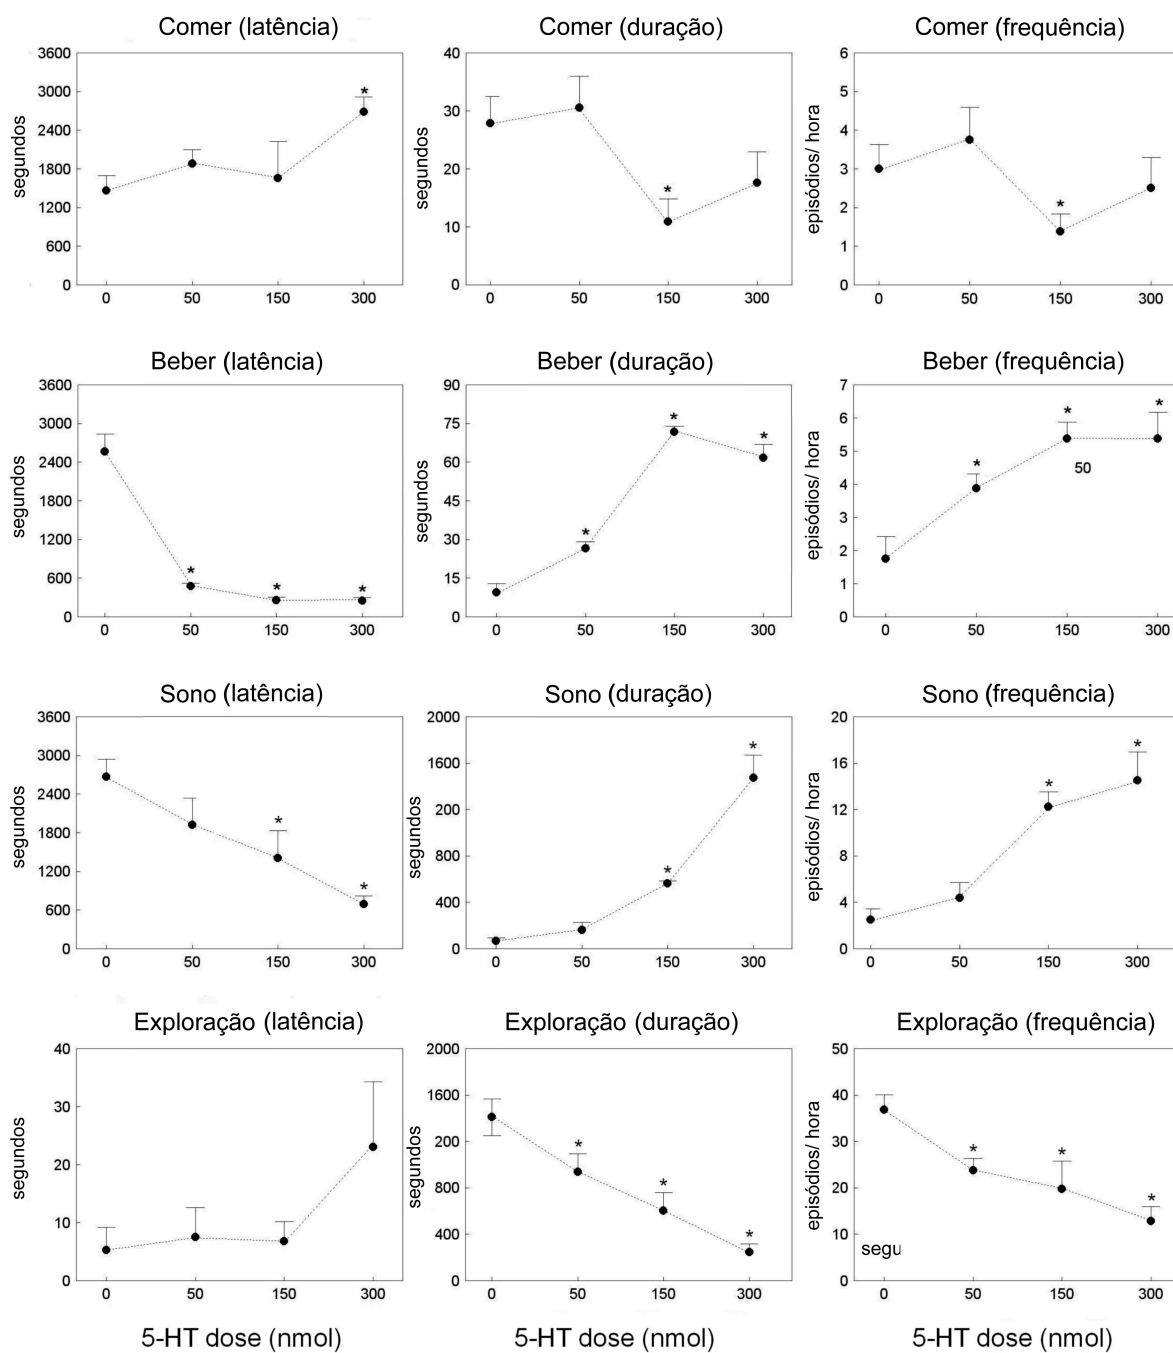 Comer (latência)
3600
3000
2400
1800
1200
600
0
segundos
*
0 50 150 300
Comer (duração)
40
30
20
10
0
segundos
*
0 50 150 300
Comer (frequência)
6
5
4
3
2
1
0
episódios/ hora
*
0 50 150 300
Beber (latência)
3600
3000
2400
1800
1200
600
0
segundos
* * *
0 50 150 300
Beber (duração)
90
75
60
45
30
15
0
segundos
* * *
0 50 150 300
Beber (frequência)
7
6
5
4
3
2
1
0
episódios/ hora
* * *
50
0 50 150 300
Sono (latência)
3600
3000
2400
1800
1200
600
0
segundos
* *
0 50 150 300
Sono (duração)
2000
1600
200
800
400
0
segundos
* *
0 50 150 300
Sono (frequência)
20
16
12
8
4
0
episódios/ hora
* *
0 50 150 300
Exploração (latência)
40
30
20
10
0
segundos
0 50 150 300
5-HT dose (nmol)
Exploração (duração)
2000
1600
200
800
400
0
segundos
* * *
0 50 150 300
5-HT dose (nmol)
Exploração (frequência)
50
40
30
20
10
0
episódios/ hora
* * *
segu
0 50 150 300
5-HT dose (nmol)